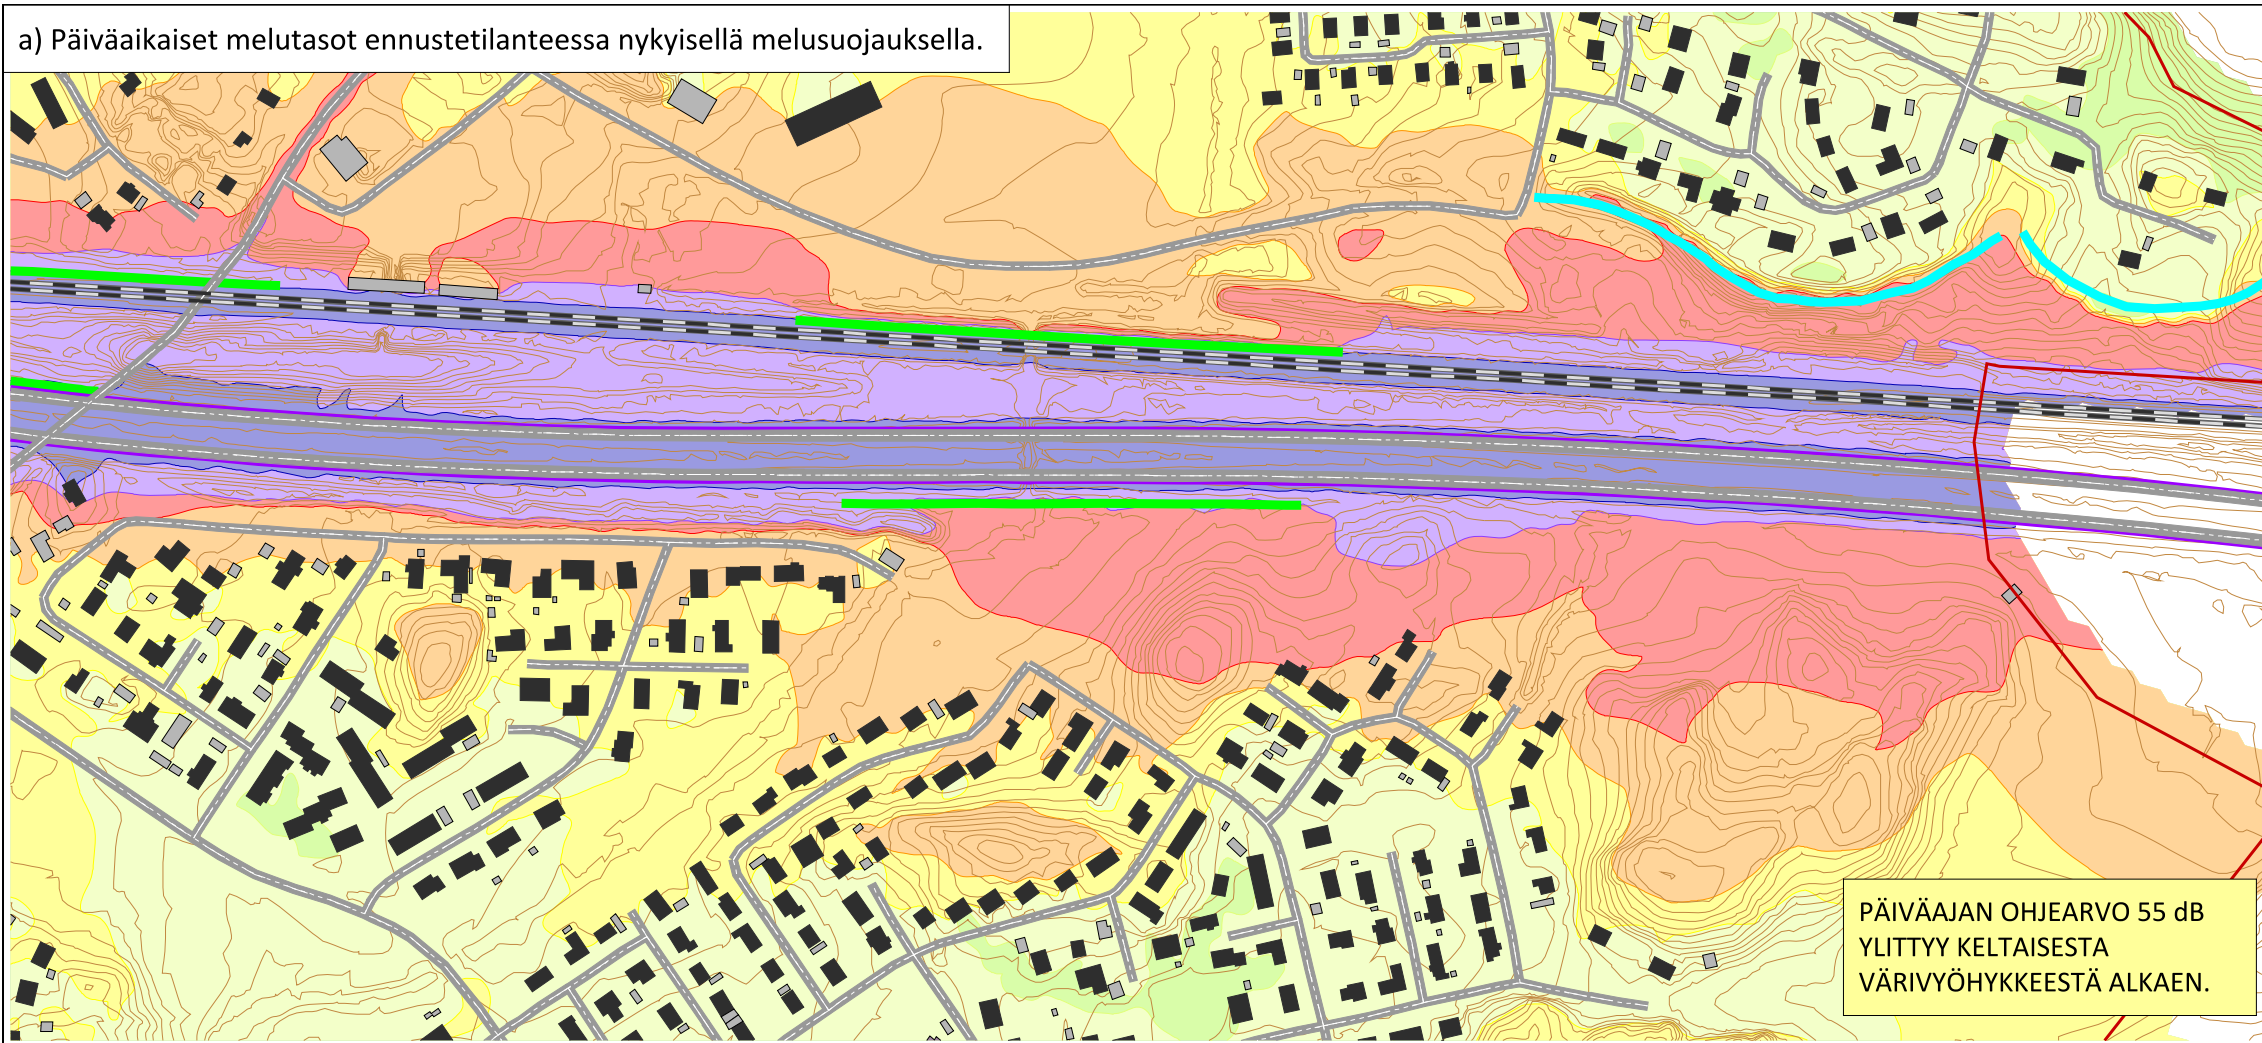 a) Päiväaikaiset melutasot ennustetilanteessa nykyisellä melusuojauksella.
PÄIVÄAJAN OHJEARVO 55 dB
YLITTYY KELTAISESTA
VÄRIVYÖHYKKEESTÄ ALKAEN.